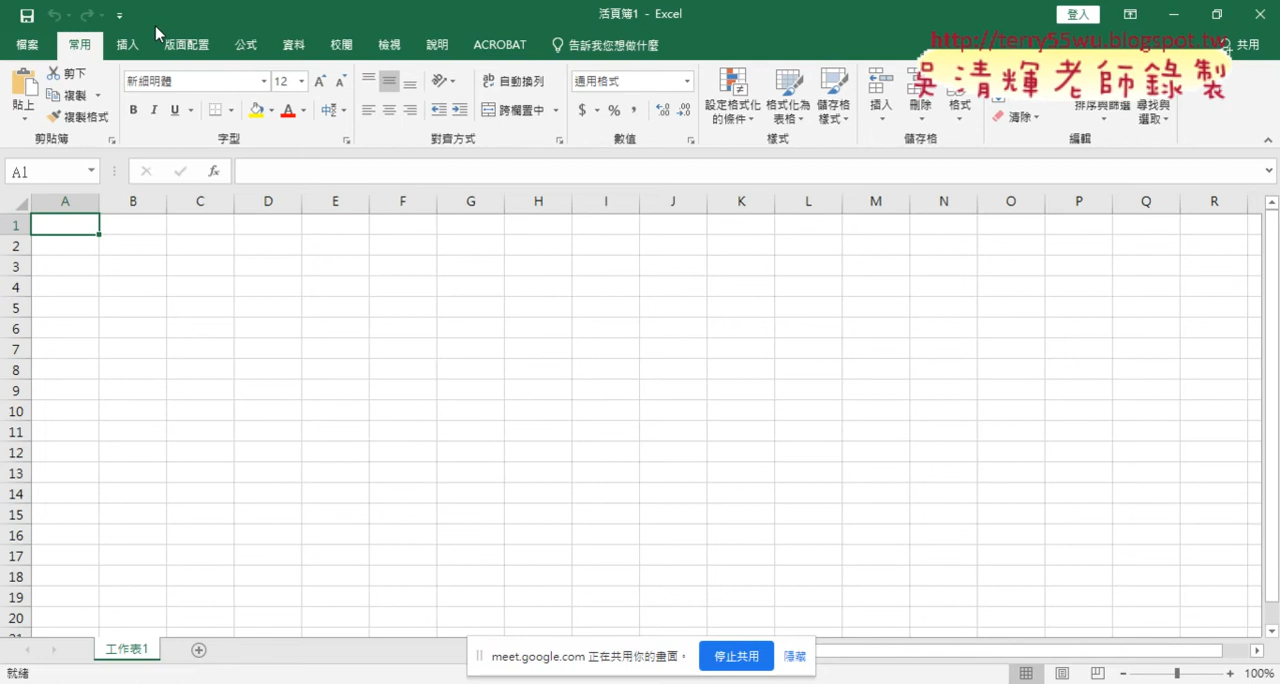 活頁簿1 - Excel
登入
檔案 常用 插入 版面配置 公式 資料 校閱 檢視 說明 ACROBAT 告訴我您想做什麼 共用
http://terry55wu.blogspot.tw
吳清輝老師錄製
貼上 剪下 複製 複製格式 剪貼簿
新細明體 12 B I U A 中 字型
自動換列 跨欄置中 對齊方式
通用格式 $ % , 數值
設定格式化的條件 格式化為表格 儲存格樣式 樣式
插入 刪除 格式 儲存格
清除 排序與篩選 尋找與選取 編輯
A1 fx
A B C D E F G H I J K L M N O P Q R
1
2
3
4
5
6
7
8
9
10
11
12
13
14
15
16
17
18
19
20
21
工作表1
meet.google.com 正在共用你的畫面。 停止共用 隱藏
就緒 100%